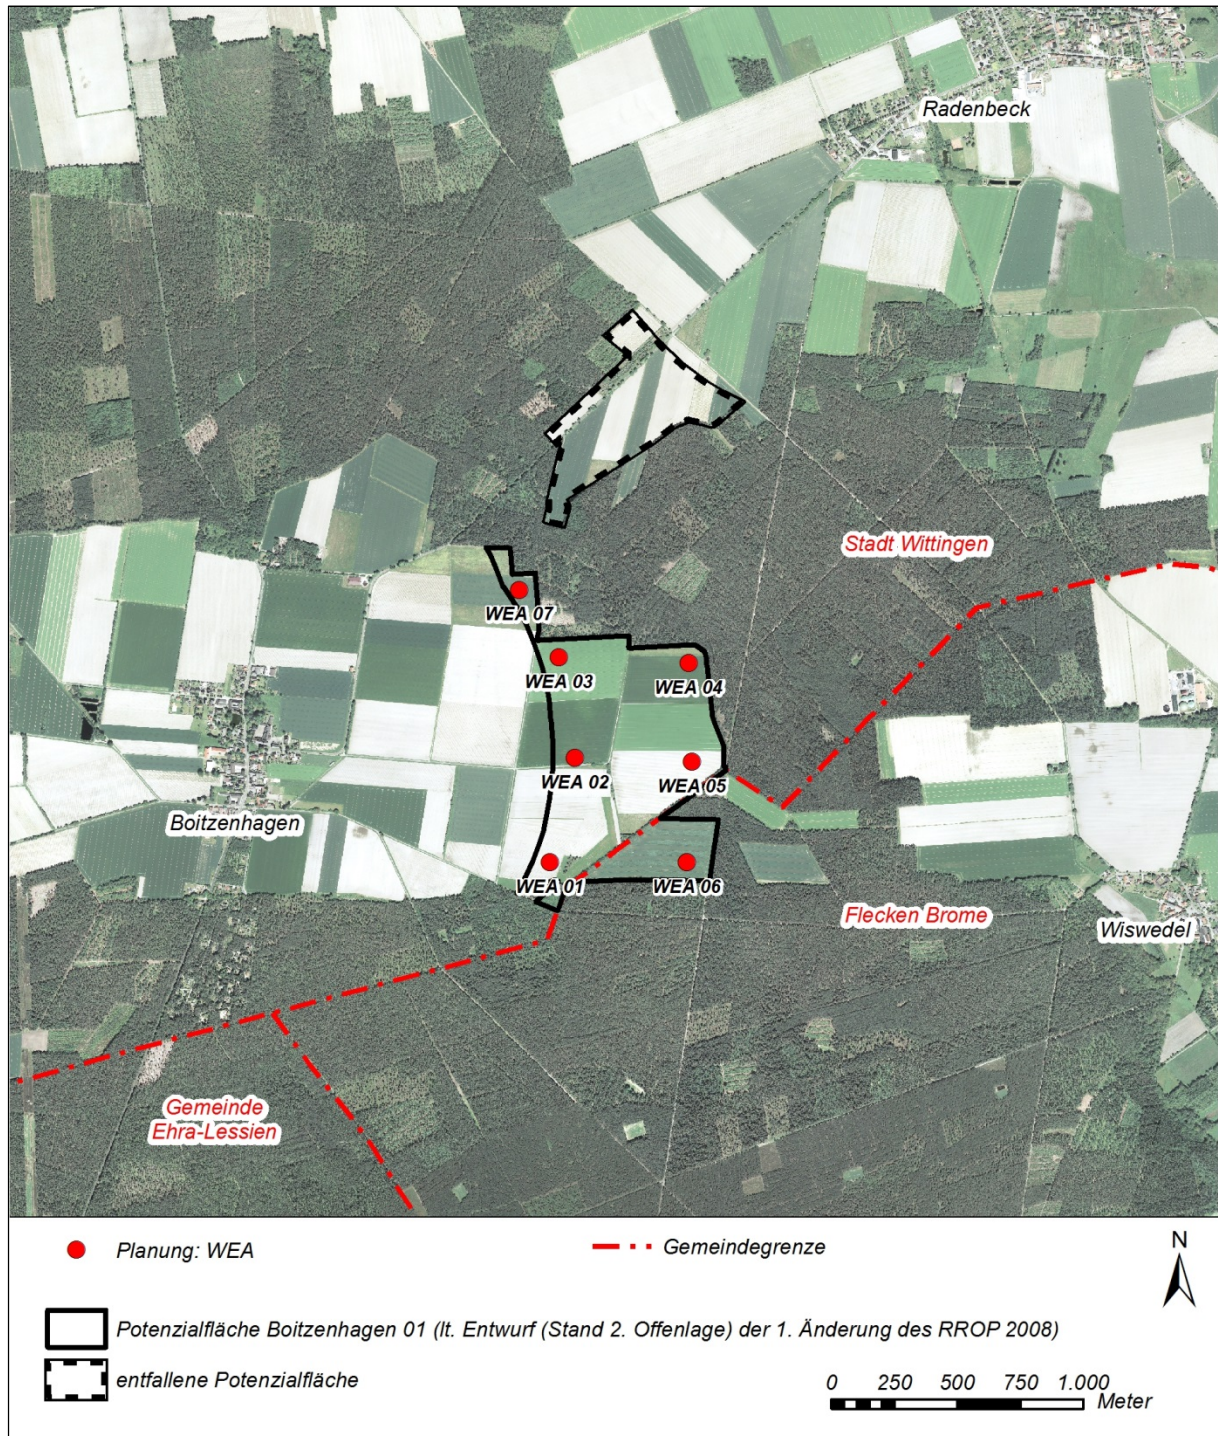 Radenbeck
Stadt Wittingen
WEA 07
WEA 03
WEA 04
WEA 02
WEA 05
Boitzenhagen
WEA 01
WEA 06
Flecken Brome
Wiswedel
Gemeinde
Ehra-Lessien
Planung: WEA
Gemeindegrenze
N
Potenzialfläche Boitzenhagen 01 (lt. Entwurf (Stand 2. Offenlage) der 1. Änderung des RROP 2008)
entfallene Potenzialfläche
0 250 500 750 1.000
Meter